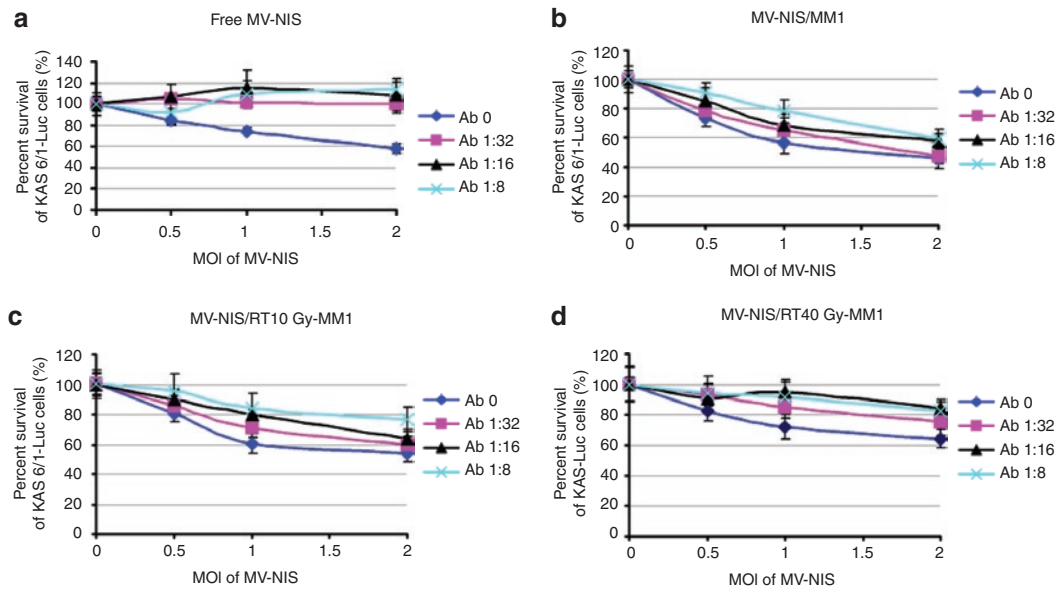 a
Free MV-NIS
Percent survival
of KAS 6/1-Luc cells (%)
140
120
100
80
60
40
20
0
0 0.5 1 1.5 2
MOI of MV-NIS
Ab 0
Ab 1:32
Ab 1:16
Ab 1:8
b
MV-NIS/MM1
Percent survival
of KAS 6/1-Luc cells (%)
120
100
80
60
40
20
0
0 0.5 1 1.5 2
MOI of MV-NIS
Ab 0
Ab 1:32
Ab 1:16
Ab 1:8
c
MV-NIS/RT10 Gy-MM1
Percent survival
of KAS 6/1-Luc cells (%)
120
100
80
60
40
20
0
0 0.5 1 2
MOI of MV-NIS
Ab 0
Ab 1:32
Ab 1:16
Ab 1:8
d
MV-NIS/RT40 Gy-MM1
Percent survival
of KAS-Luc cells (%)
120
100
80
60
40
20
0
0 0.5 1 2
MOI of MV-NIS
Ab 0
Ab 1:32
Ab 1:16
Ab 1:8